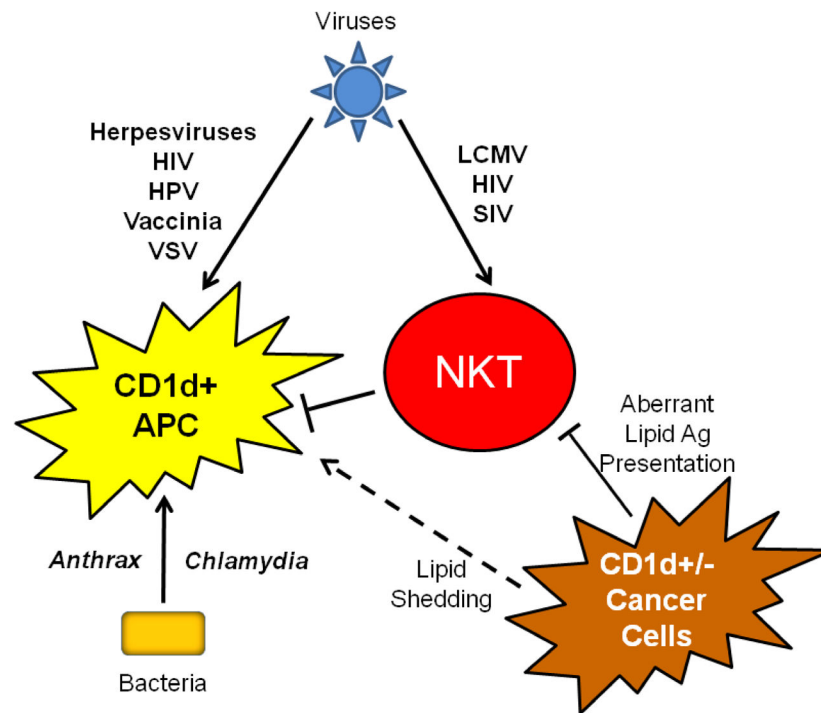 Viruses
Herpesviruses
HIV
HPV
Vaccinia
VSV
LCMV
HIV
SIV
CD1d+
APC
NKT
Aberrant
Lipid Ag
Presentation
Anthrax
Chlamydia
Lipid
Shedding
CD1d+/-
Cancer
Cells
Bacteria